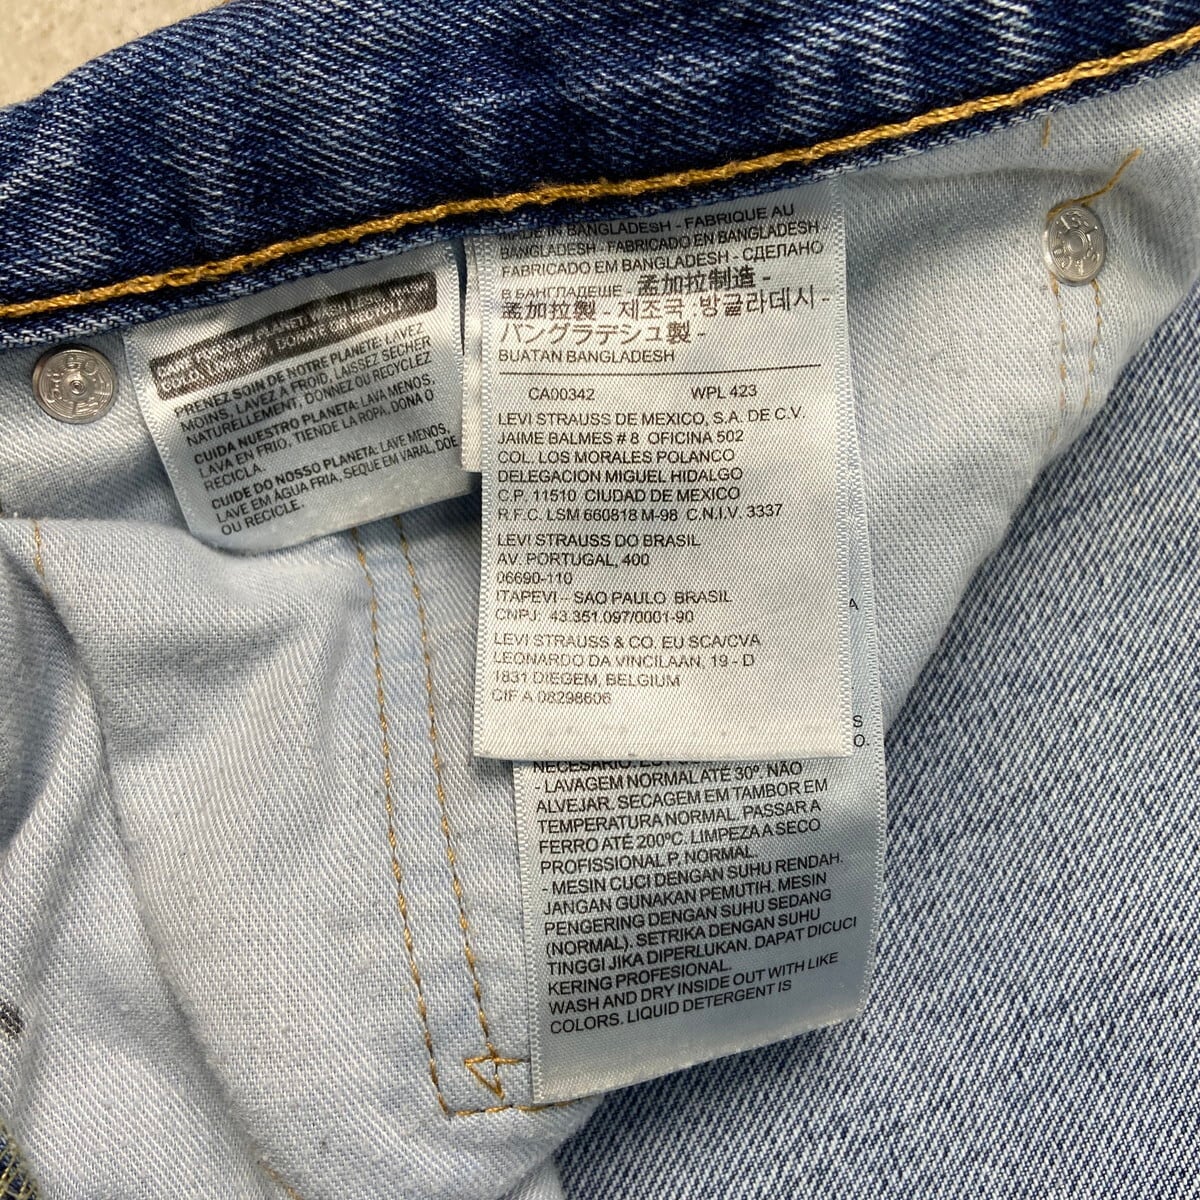 PRENEZ SOIN DE NOTRE PLANETE: LAVEZ
MOINS, LAVEZ A FROID, LAISSEZ SECHER
NATURELLEMENT, DONNEZ OU RECYCLEZ
CUIDA NUESTRO PLANETA: LAVA MENOS,
LAVA EN FRIO, TIENDE LA ROPA, DONA O
RECICLA.
CUIDE DO NOSSO PLANETA: LAVE MENOS,
LAVE EM ÁGUA FRIA, SEQUE EM VARAL, DOE
OU RECICLE.
MADE IN BANGLADESH - FABRIQUE AU
BANGLADESH - FABRICADO EN BANGLADESH
FABRICADO EM BANGLADESH - СДЕЛАНО
В БАНГЛАДЕШЕ - 孟加拉制造 -
孟加拉製 - 제조국 :방글라데시 -
バングラデシュ製 -
BUATAN BANGLADESH
CA00342 WPL 423
LEVI STRAUSS DE MEXICO, S.A. DE C.V.
JAIME BALMES # 8 OFICINA 502
COL. LOS MORALES POLANCO
DELEGACION MIGUEL HIDALGO
C.P. 11510 CIUDAD DE MEXICO
R.F.C. LSM 660818 M-98 C.N.I.V. 3337
LEVI STRAUSS DO BRASIL
AV. PORTUGAL, 400
06690-110
ITAPEVI - SAO PAULO BRASIL
CNPJ: 43.351.097/0001-90
LEVI STRAUSS & CO. EU SCA/CVA
LEONARDO DA VINCILAAN, 19 - D
1831 DIEGEM, BELGIUM
CIF A 08298606
A
S
O.
- LAVAGEM NORMAL ATÉ 30º. NÃO
ALVEJAR. SECAGEM EM TAMBOR EM
TEMPERATURA NORMAL. PASSAR A
FERRO ATÉ 200ºC. LIMPEZA A SECO
PROFISSIONAL P. NORMAL.
- MESIN CUCI DENGAN SUHU RENDAH.
JANGAN GUNAKAN PEMUTIH. MESIN
PENGERING DENGAN SUHU SEDANG
(NORMAL). SETRIKA DENGAN SUHU
TINGGI JIKA DIPERLUKAN. DAPAT DICUCI
KERING PROFESIONAL.
WASH AND DRY INSIDE OUT WITH LIKE
COLORS. LIQUID DETERGENT IS